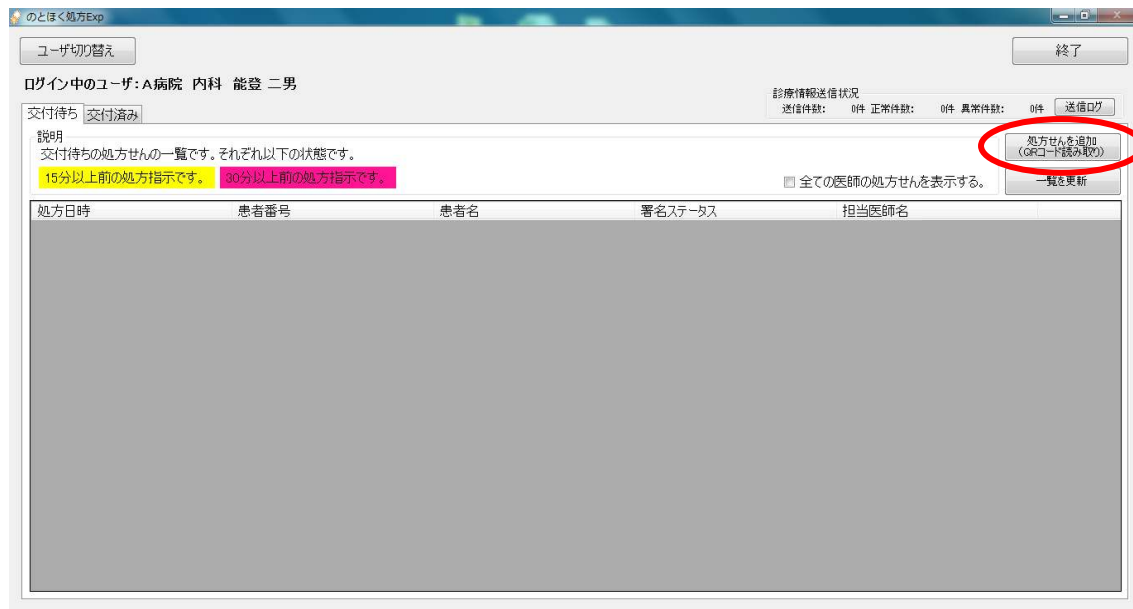 のとほく処方Exp
ユーザ切り替え
終了
ログイン中のユーザ：A病院 内科 能登 二男
診療情報送信状況
送信件数： 0件 正常件数： 0件 異常件数： 0件 送信ログ
交付待ち 交付済み
説明
交付待ちの処方せんの一覧です。それぞれ以下の状態です。
15分以上前の処方指示です。 30分以上前の処方指示です。
処方せんを追加
（QRコード読み取り）
全ての医師の処方せんを表示する。 一覧を更新
処方日時 患者番号 患者名 署名ステータス 担当医師名